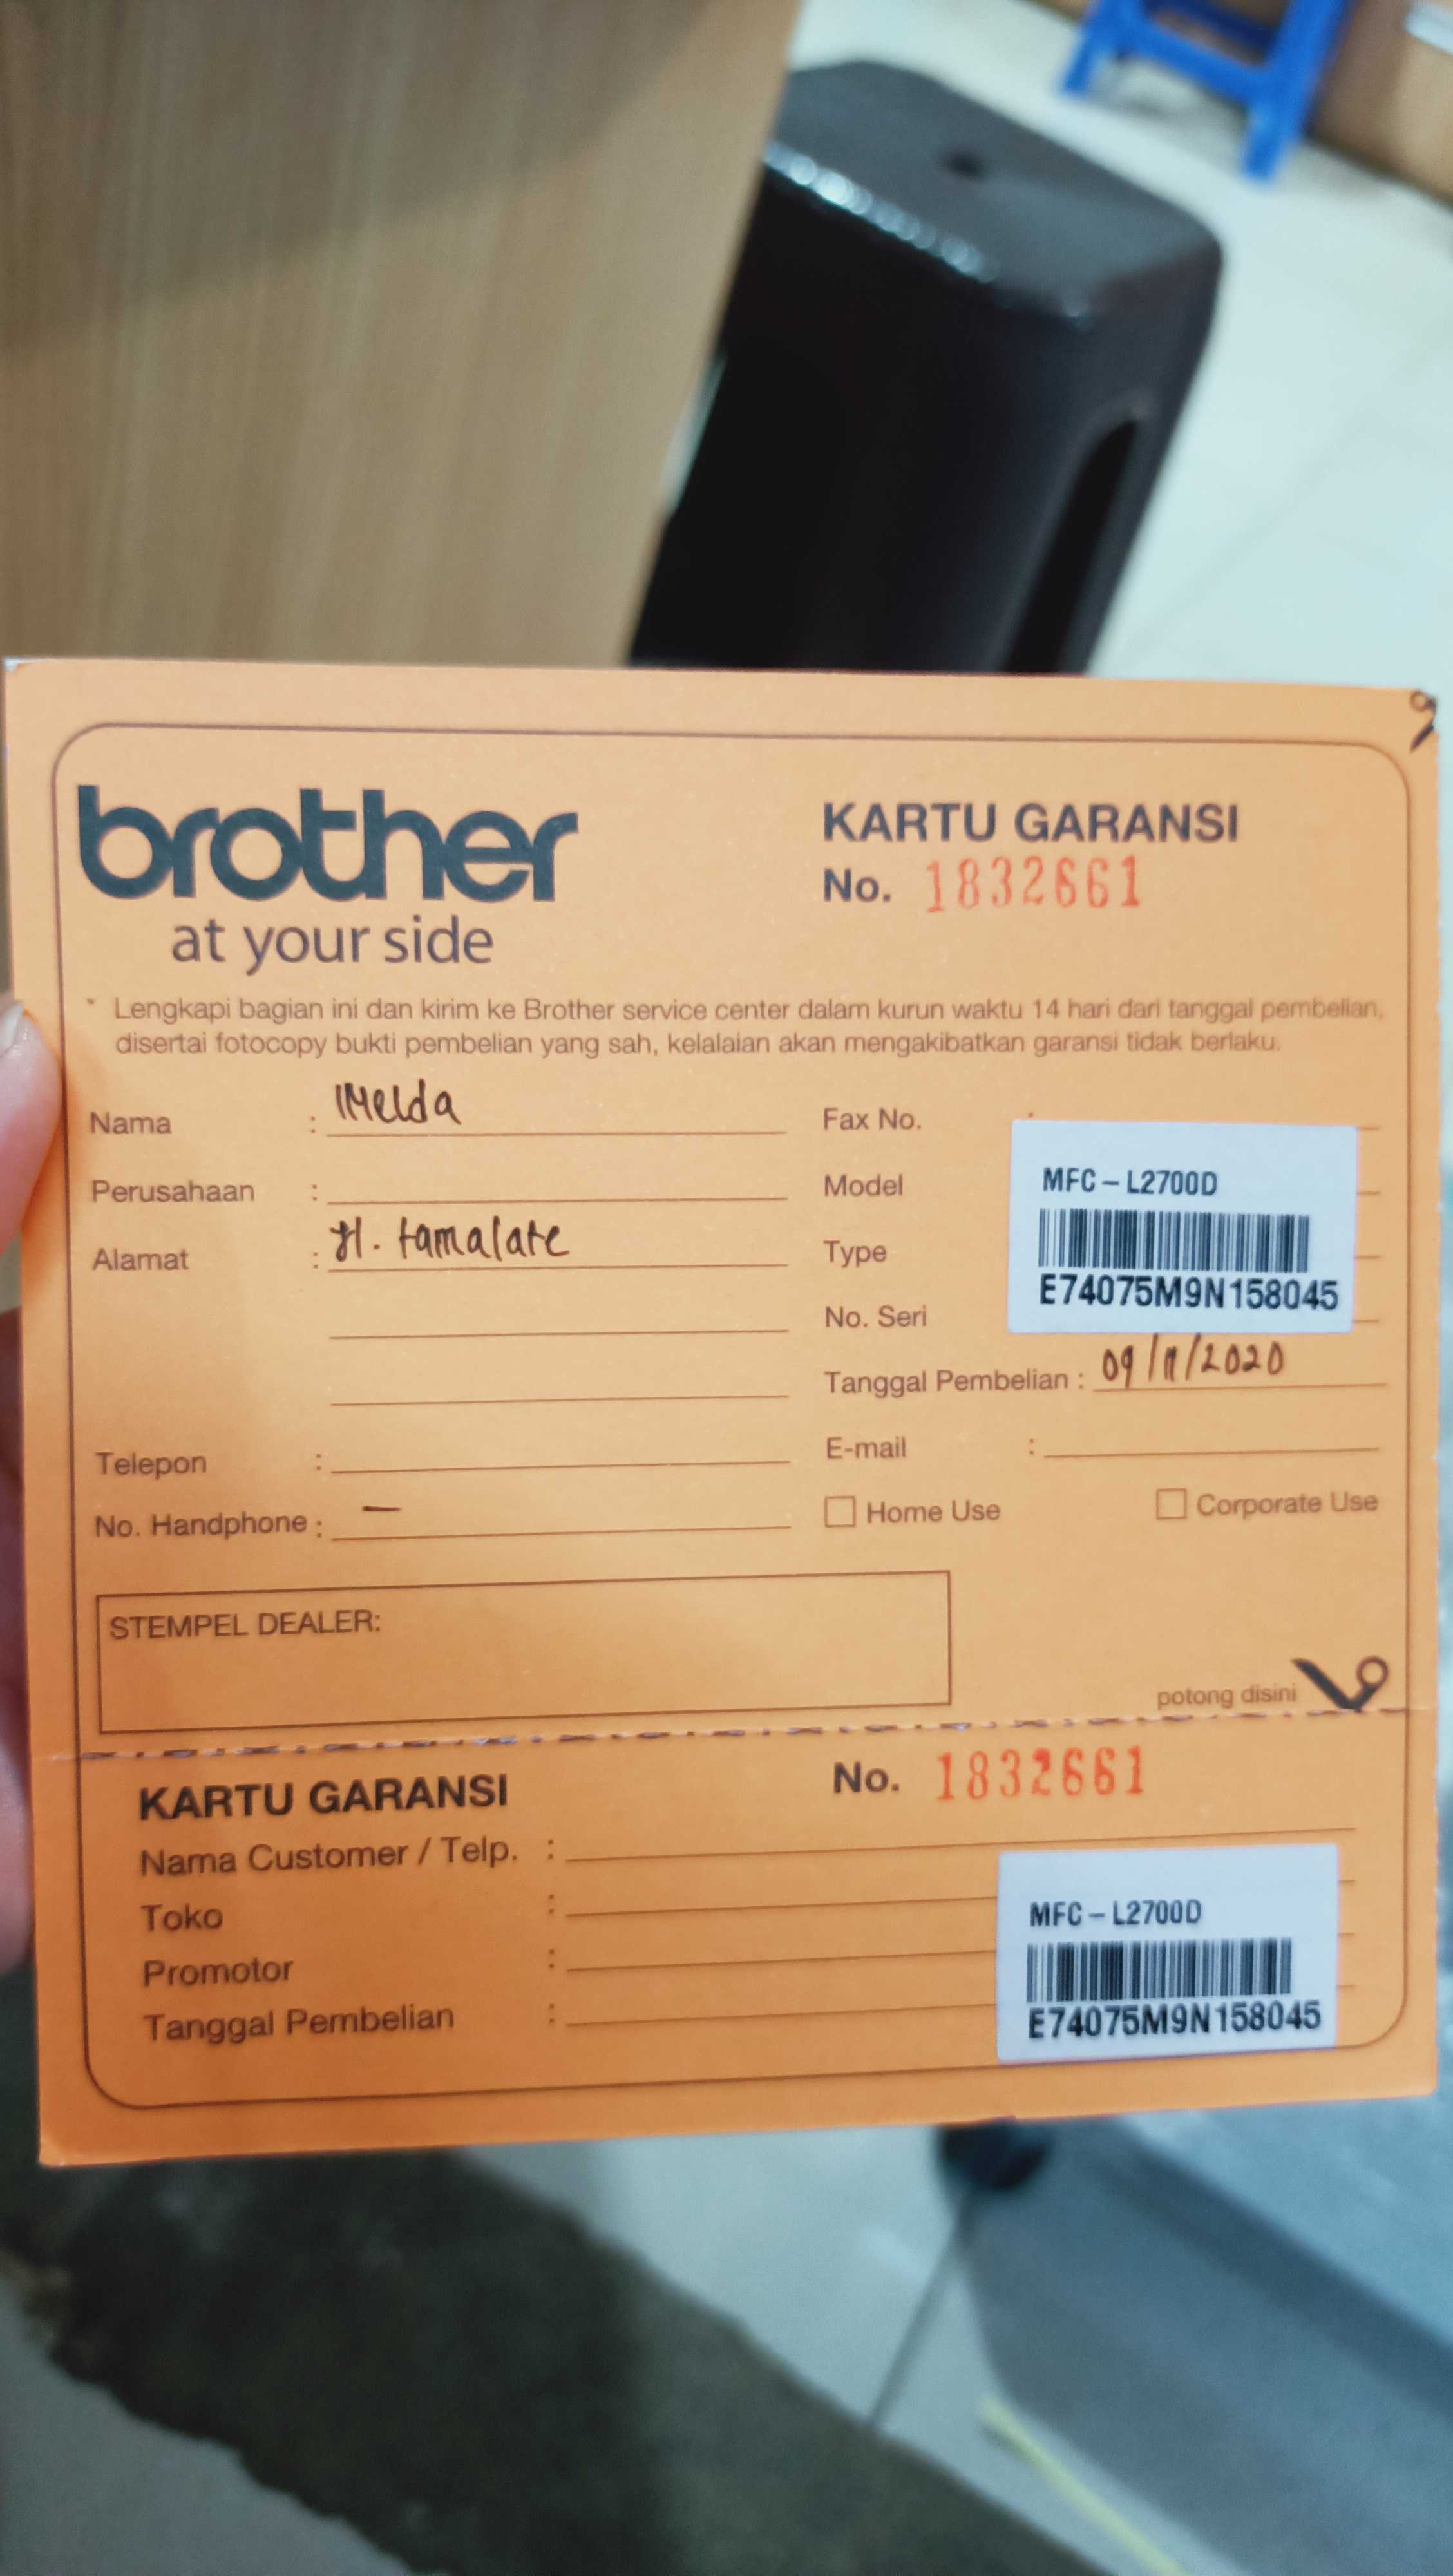 brother
at your side
KARTU GARANSI
No. 1832661
* Lengkapi bagian ini dan kirim ke Brother service center dalam kurun waktu 14 hari dari tanggal pembelian,
disertai fotocopy bukti pembelian yang sah, kelalaian akan mengakibatkan garansi tidak berlaku.
Nama : IMelda
Perusahaan :
Alamat : Jl. tamalate
Telepon :
No. Handphone : —
Fax No. :
Model
Type
No. Seri
MFC-L2700D
E74075M9N158045
Tanggal Pembelian : 09/11/2020
E-mail :
Home Use
Corporate Use
STEMPEL DEALER:
potong disini
KARTU GARANSI
No. 1832661
Nama Customer / Telp. :
Toko :
Promotor :
Tanggal Pembelian :
MFC-L2700D
E74075M9N158045